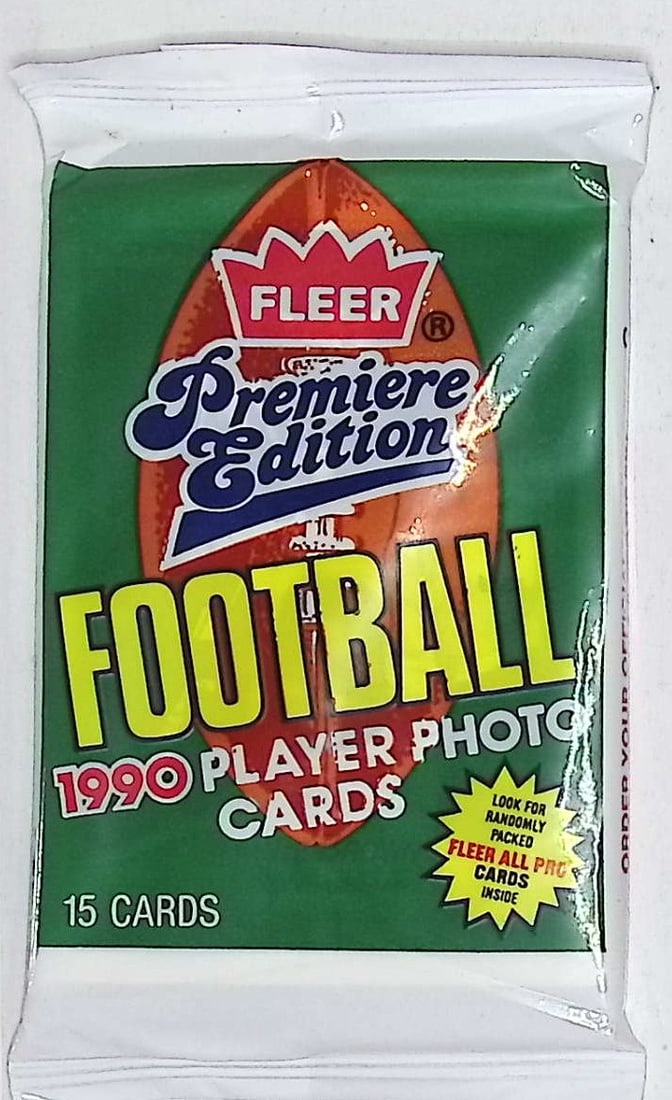 FLEER
®
Premiere
Edition
FOOTBALL
1990 PLAYER PHOTO
CARDS
LOOK FOR
RANDOMLY
PACKED
FLEER ALL PRO
CARDS
INSIDE
15 CARDS
ORDER YOUR